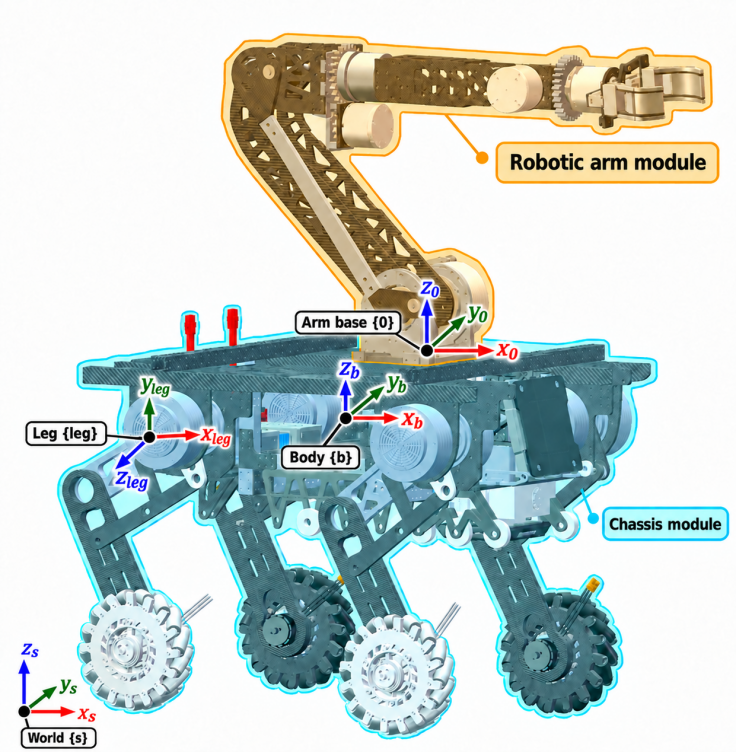 Robotic arm module
z0
y0
Arm base {0}
x0
zb
yb
yleg
xb
Leg {leg}
xleg
Body {b}
zleg
Chassis module
zs
ys
xs
World {s}